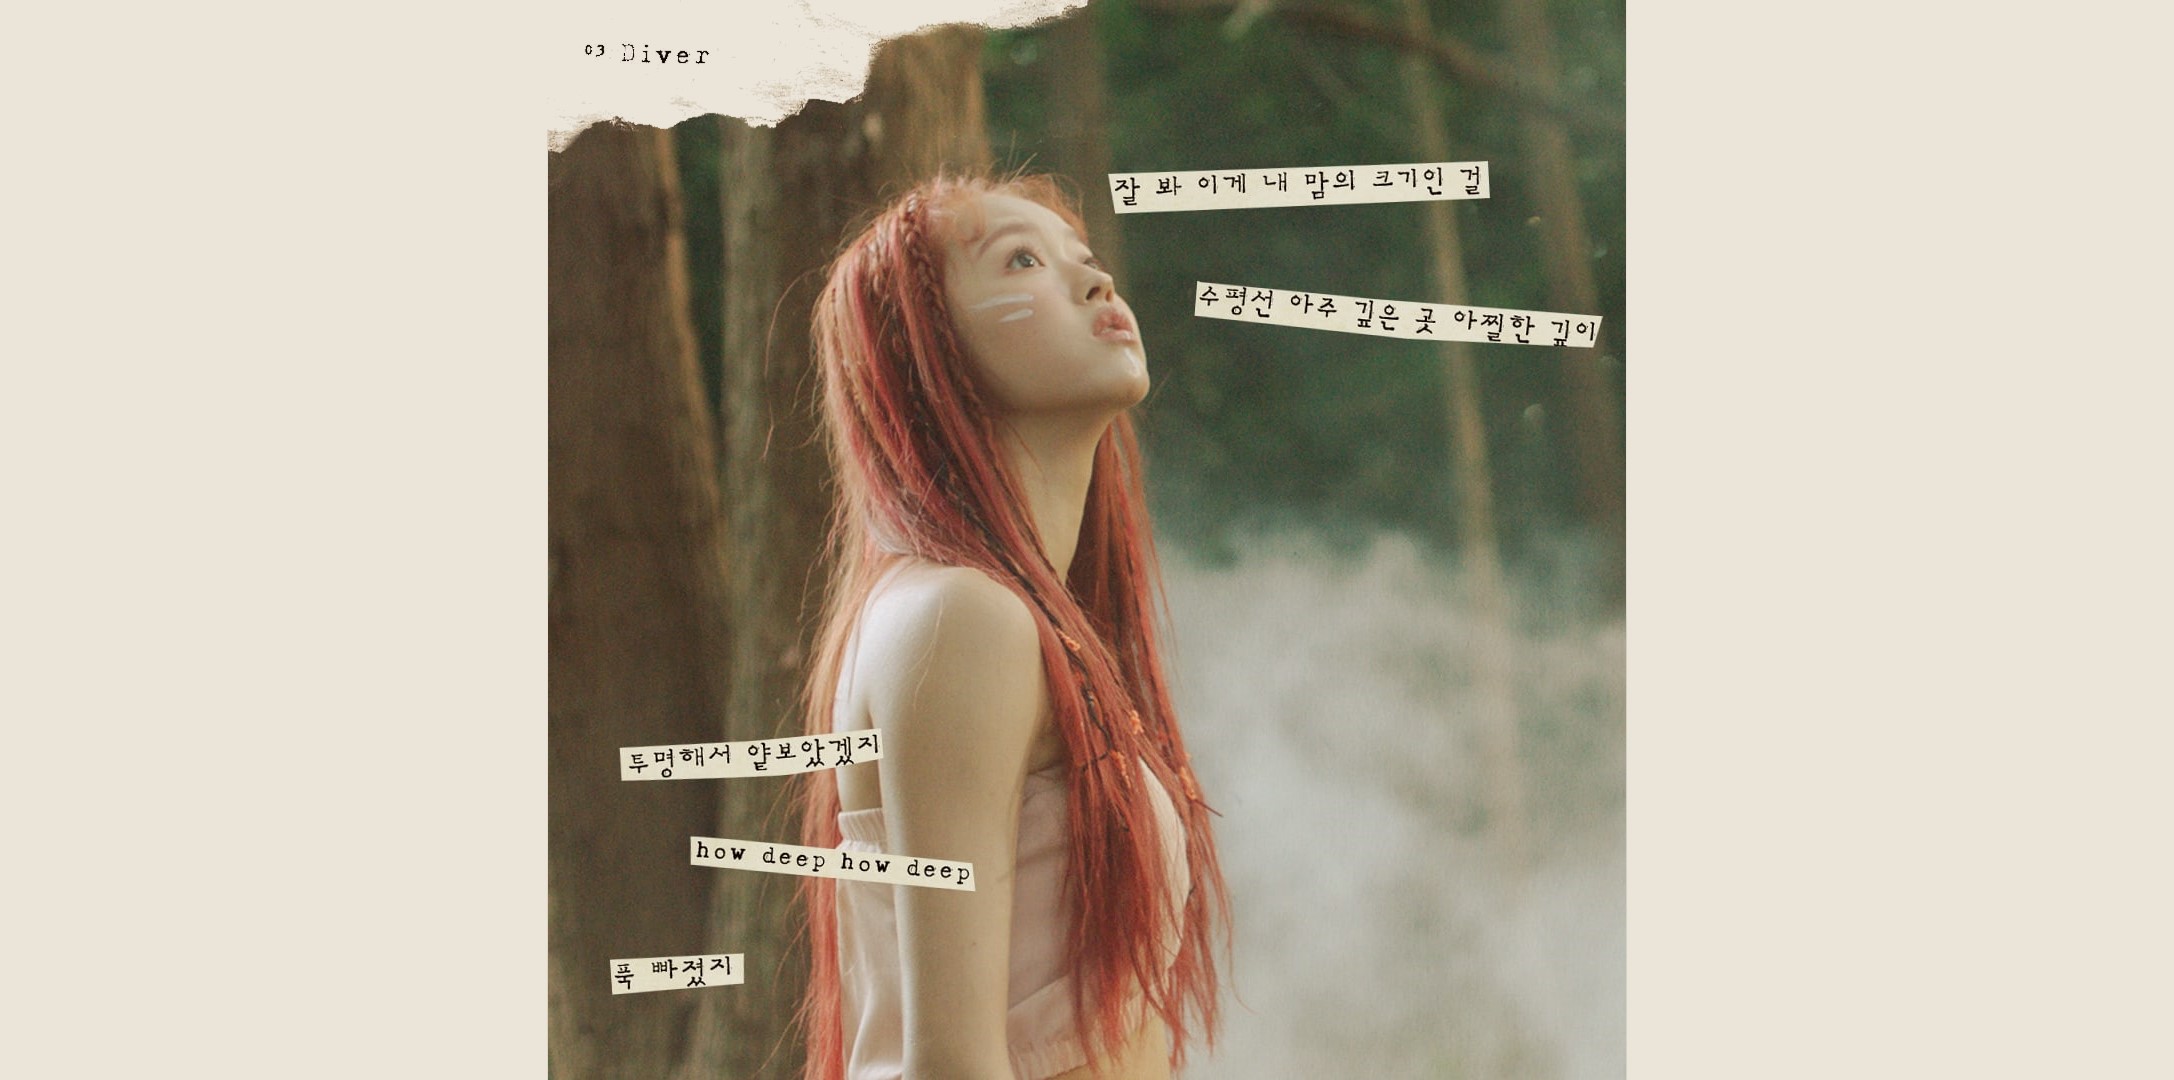 03 Diver
잘 봐 이게 내 맘의 크기인 걸
수평선 아주 깊은 곳 아찔한 깊이
투명해서 얕보았겠지
how deep how deep
푹 빠졌지